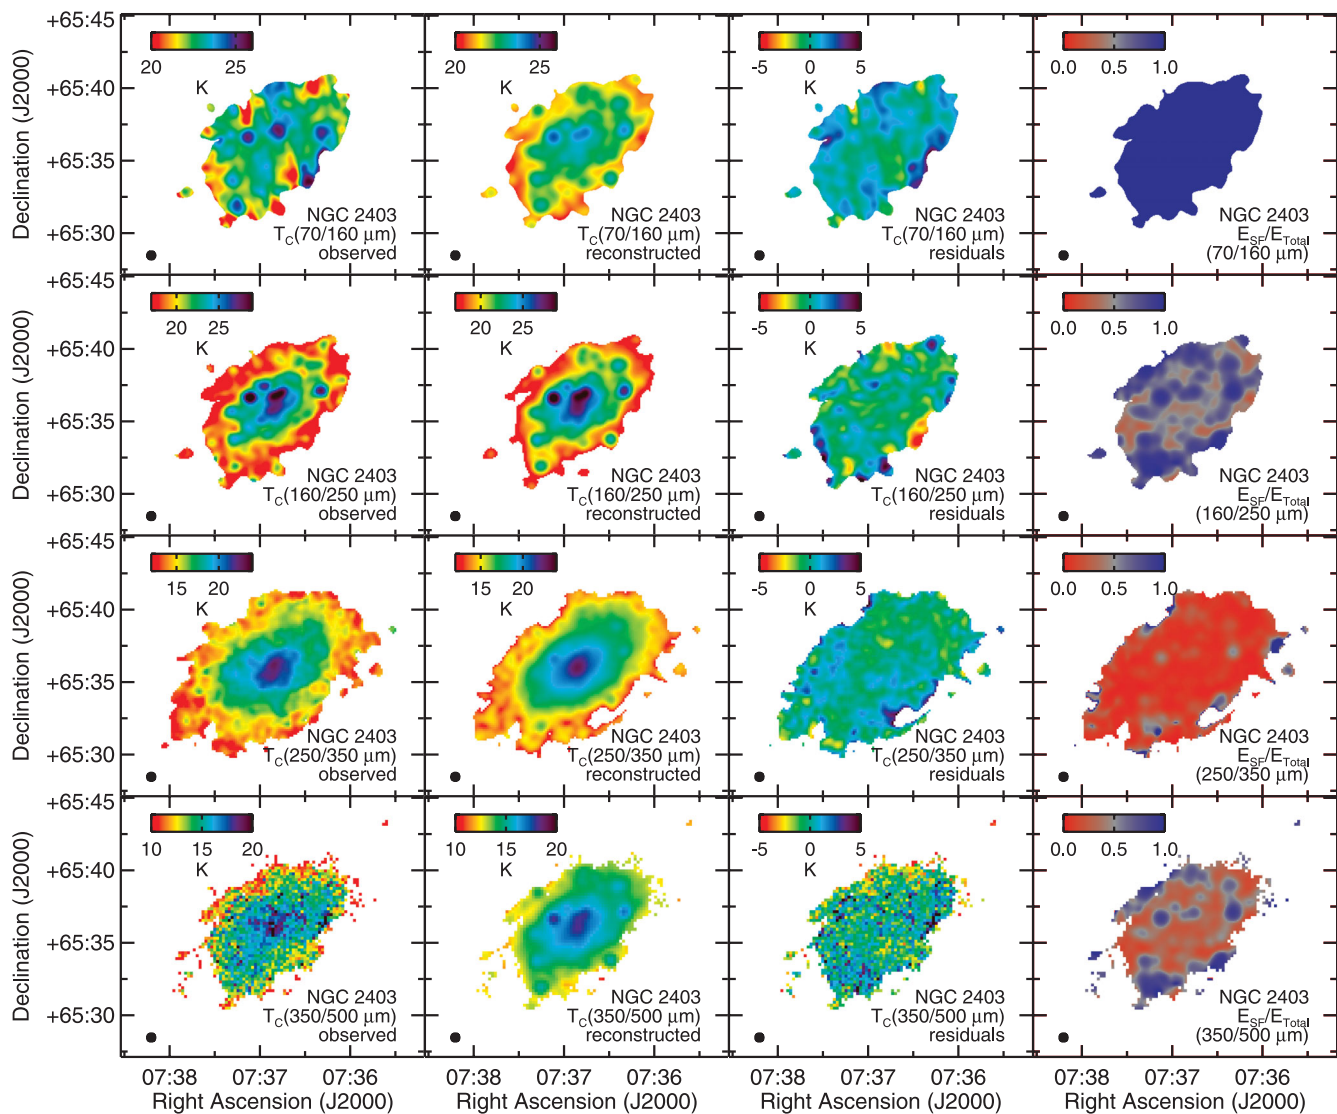 +65:45
+65:40
+65:35
+65:30
Declination (J2000)
20 25
K
NGC 2403
T_C(70/160 μm)
observed
20 25
K
NGC 2403
T_C(70/160 μm)
reconstructed
-5 0 5
K
NGC 2403
T_C(70/160 μm)
residuals
0.0 0.5 1.0
NGC 2403
E_SF/E_Total
(70/160 μm)
+65:45
+65:40
+65:35
+65:30
Declination (J2000)
20 25
K
NGC 2403
T_C(160/250 μm)
observed
20 25
K
NGC 2403
T_C(160/250 μm)
reconstructed
-5 0 5
K
NGC 2403
T_C(160/250 μm)
residuals
0.0 0.5 1.0
NGC 2403
E_SF/E_Total
(160/250 μm)
+65:45
+65:40
+65:35
+65:30
Declination (J2000)
15 20
K
NGC 2403
T_C(250/350 μm)
observed
15 20
K
NGC 2403
T_C(250/350 μm)
reconstructed
-5 0 5
K
NGC 2403
T_C(250/350 μm)
residuals
0.0 0.5 1.0
NGC 2403
E_SF/E_Total
(250/350 μm)
+65:45
+65:40
+65:35
+65:30
Declination (J2000)
10 15 20
K
NGC 2403
T_C(350/500 μm)
observed
10 15 20
K
NGC 2403
T_C(350/500 μm)
reconstructed
-5 0 5
K
NGC 2403
T_C(350/500 μm)
residuals
0.0 0.5 1.0
NGC 2403
E_SF/E_Total
(350/500 μm)
07:38 07:37 07:36
Right Ascension (J2000)
07:38 07:37 07:36
Right Ascension (J2000)
07:38 07:37 07:36
Right Ascension (J2000)
07:38 07:37 07:36
Right Ascension (J2000)